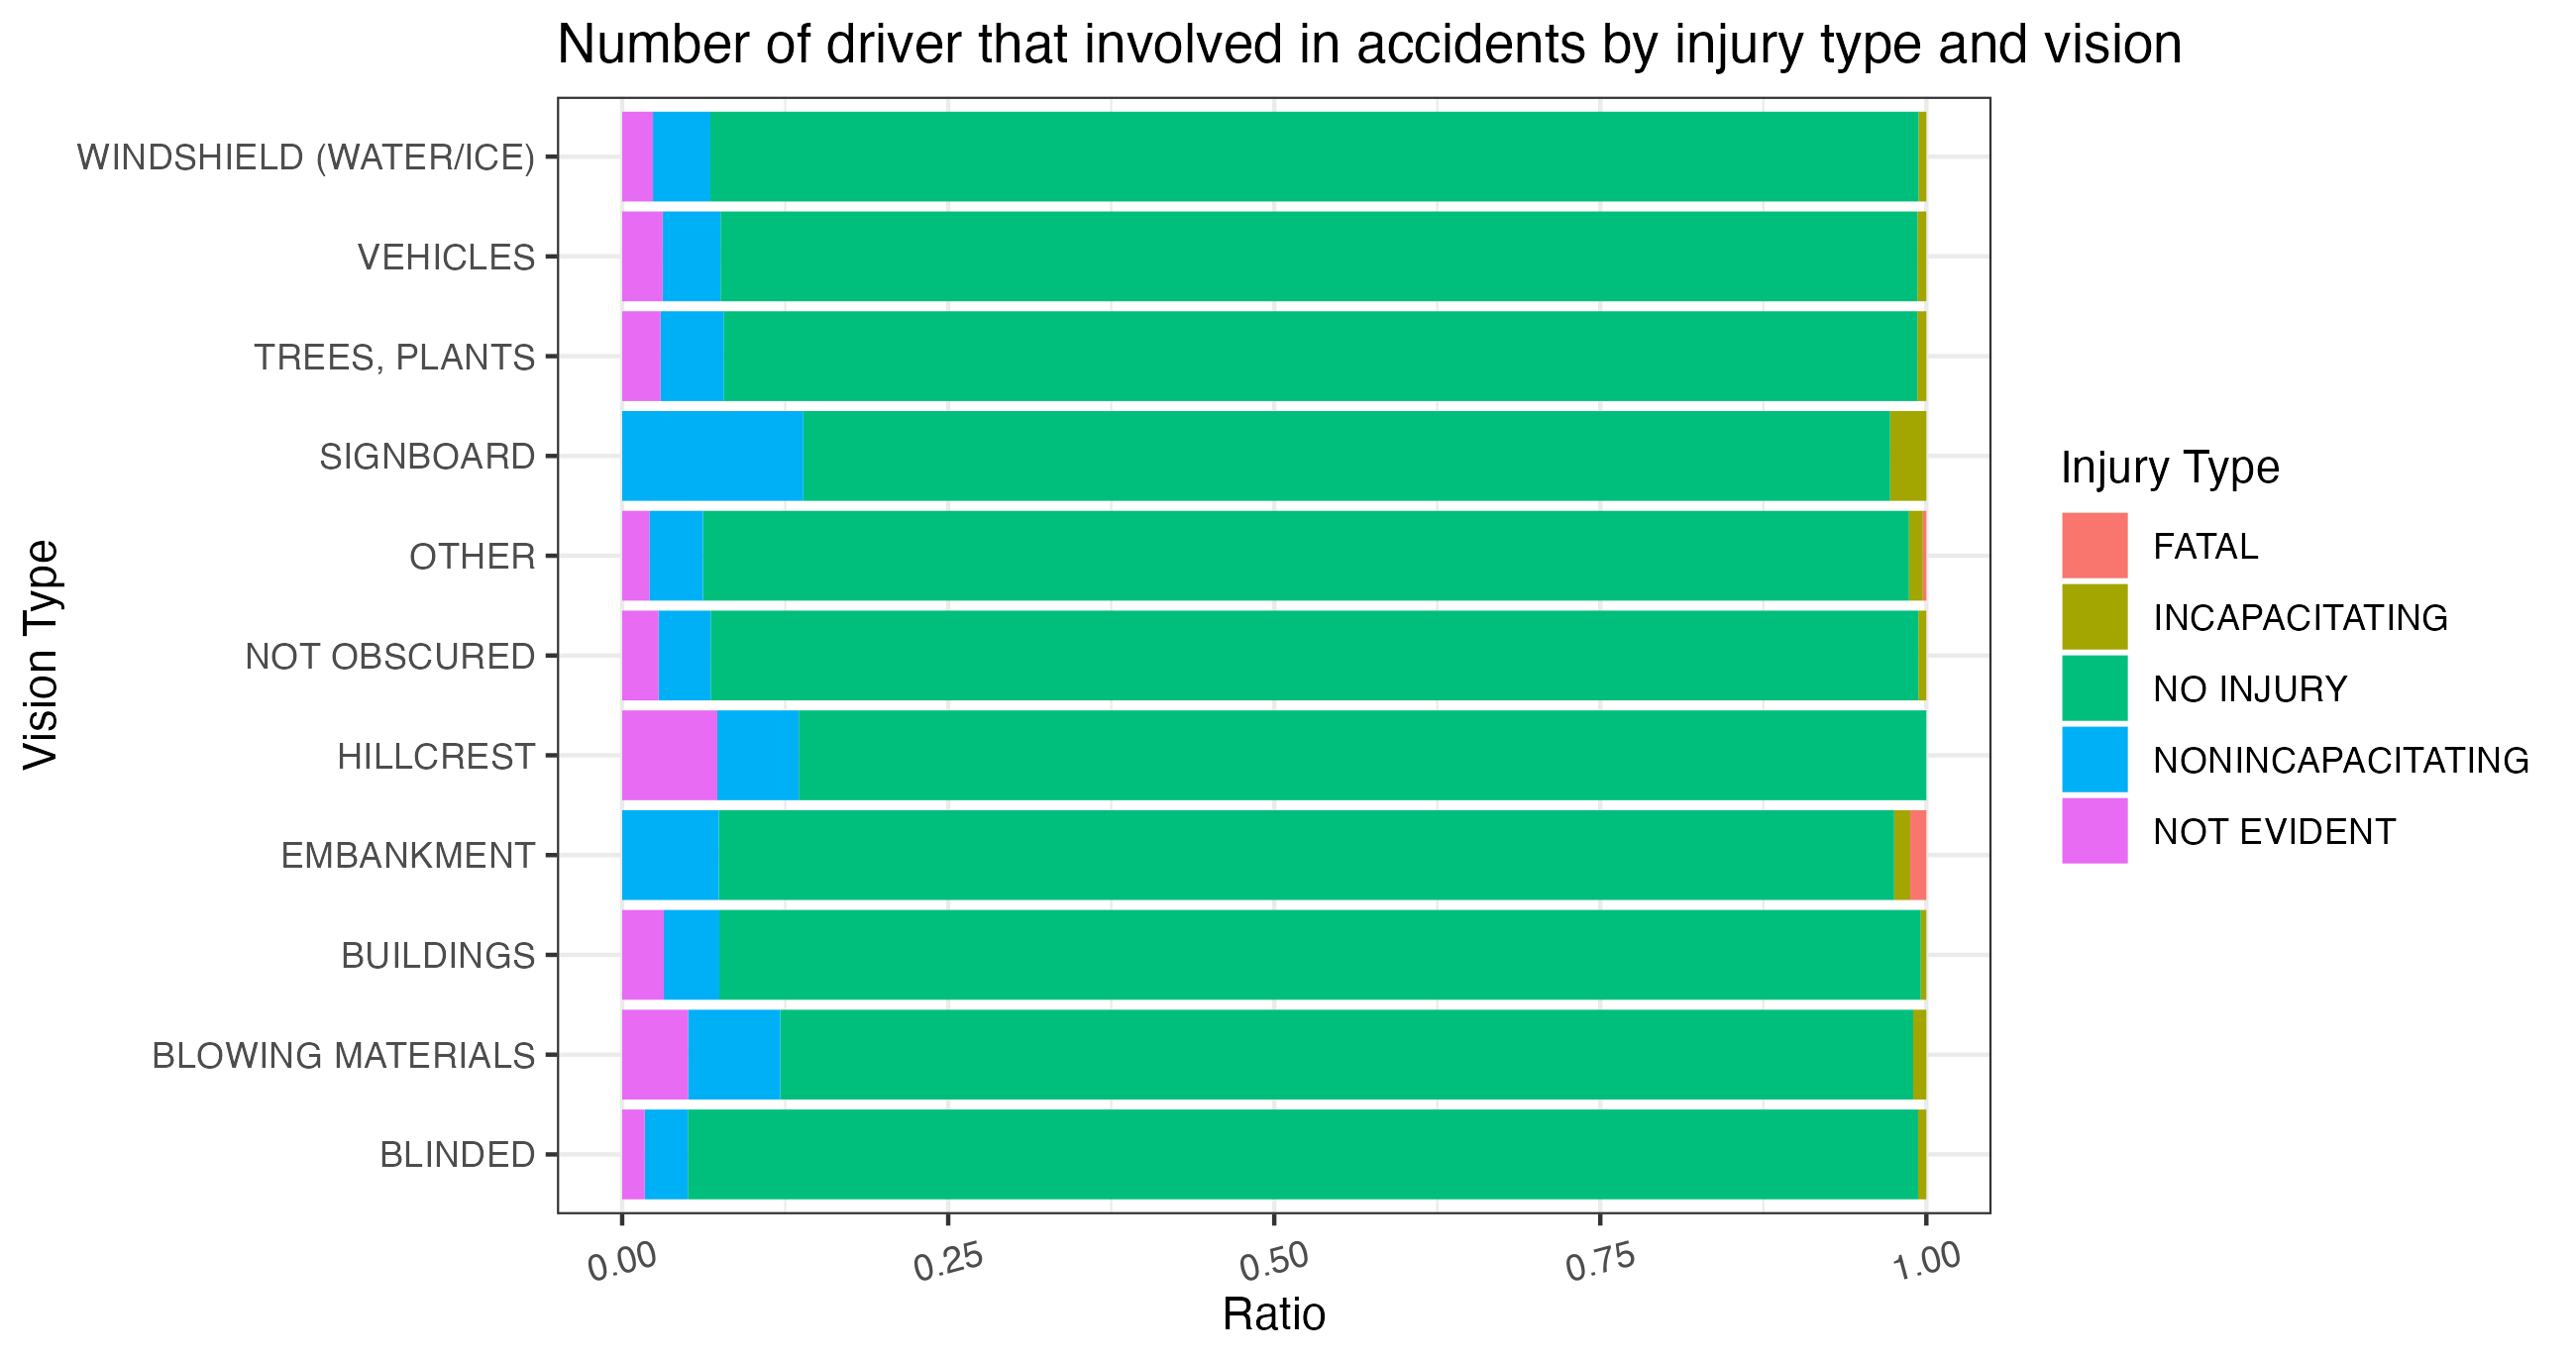 Number of driver that involved in accidents by injury type and vision
Vision Type
WINDSHIELD (WATER/ICE)
VEHICLES
TREES, PLANTS
SIGNBOARD
OTHER
NOT OBSCURED
HILLCREST
EMBANKMENT
BUILDINGS
BLOWING MATERIALS
BLINDED
0.00 0.25 0.50 0.75 1.00
Ratio
Injury Type
FATAL
INCAPACITATING
NO INJURY
NONINCAPACITATING
NOT EVIDENT